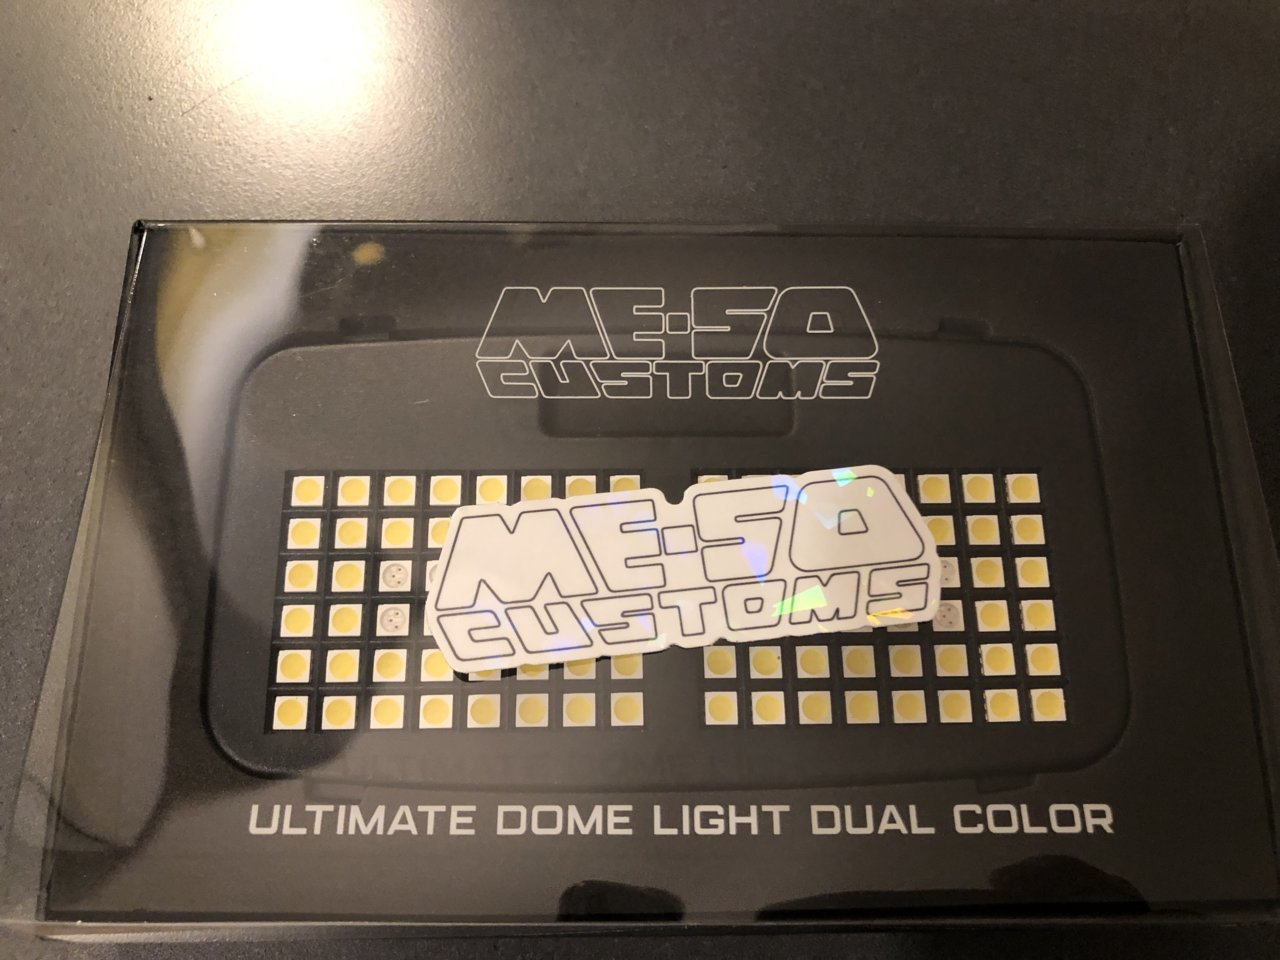 ME·SO
CUSTOMS
ME·SO
CUSTOMS
ULTIMATE DOME LIGHT DUAL COLOR